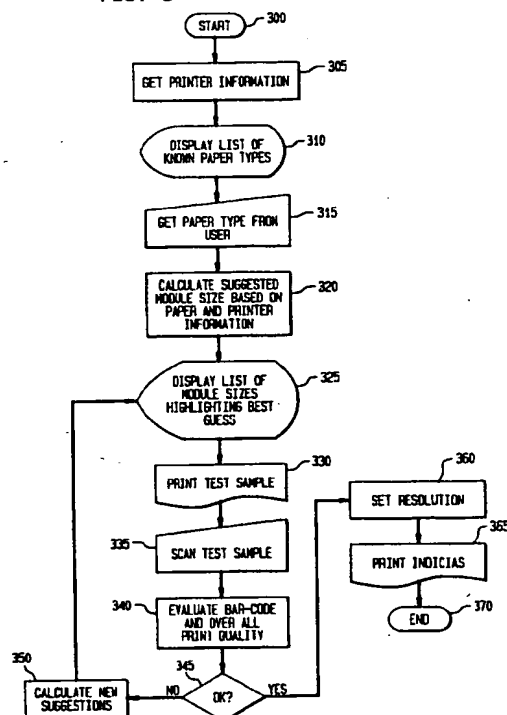 START
300
GET PRINTER INFORMATION
305
DISPLAY LIST OF
KNOWN PAPER TYPES
310
GET PAPER TYPE FROM
USER
315
CALCULATE SUGGESTED
MODULE SIZE BASED ON
PAPER AND PRINTER
INFORMATION
320
DISPLAY LIST OF
MODULE SIZES
HIGHLIGHTING BEST
GUESS
325
PRINT TEST SAMPLE
330
335
SCAN TEST SAMPLE
340
EVALUATE BAR-CODE
AND OVER ALL
PRINT QUALITY
345
OK?
NO
YES
350
CALCULATE NEW
SUGGESTIONS
360
SET RESOLUTION
365
PRINT INDICIAS
END
370